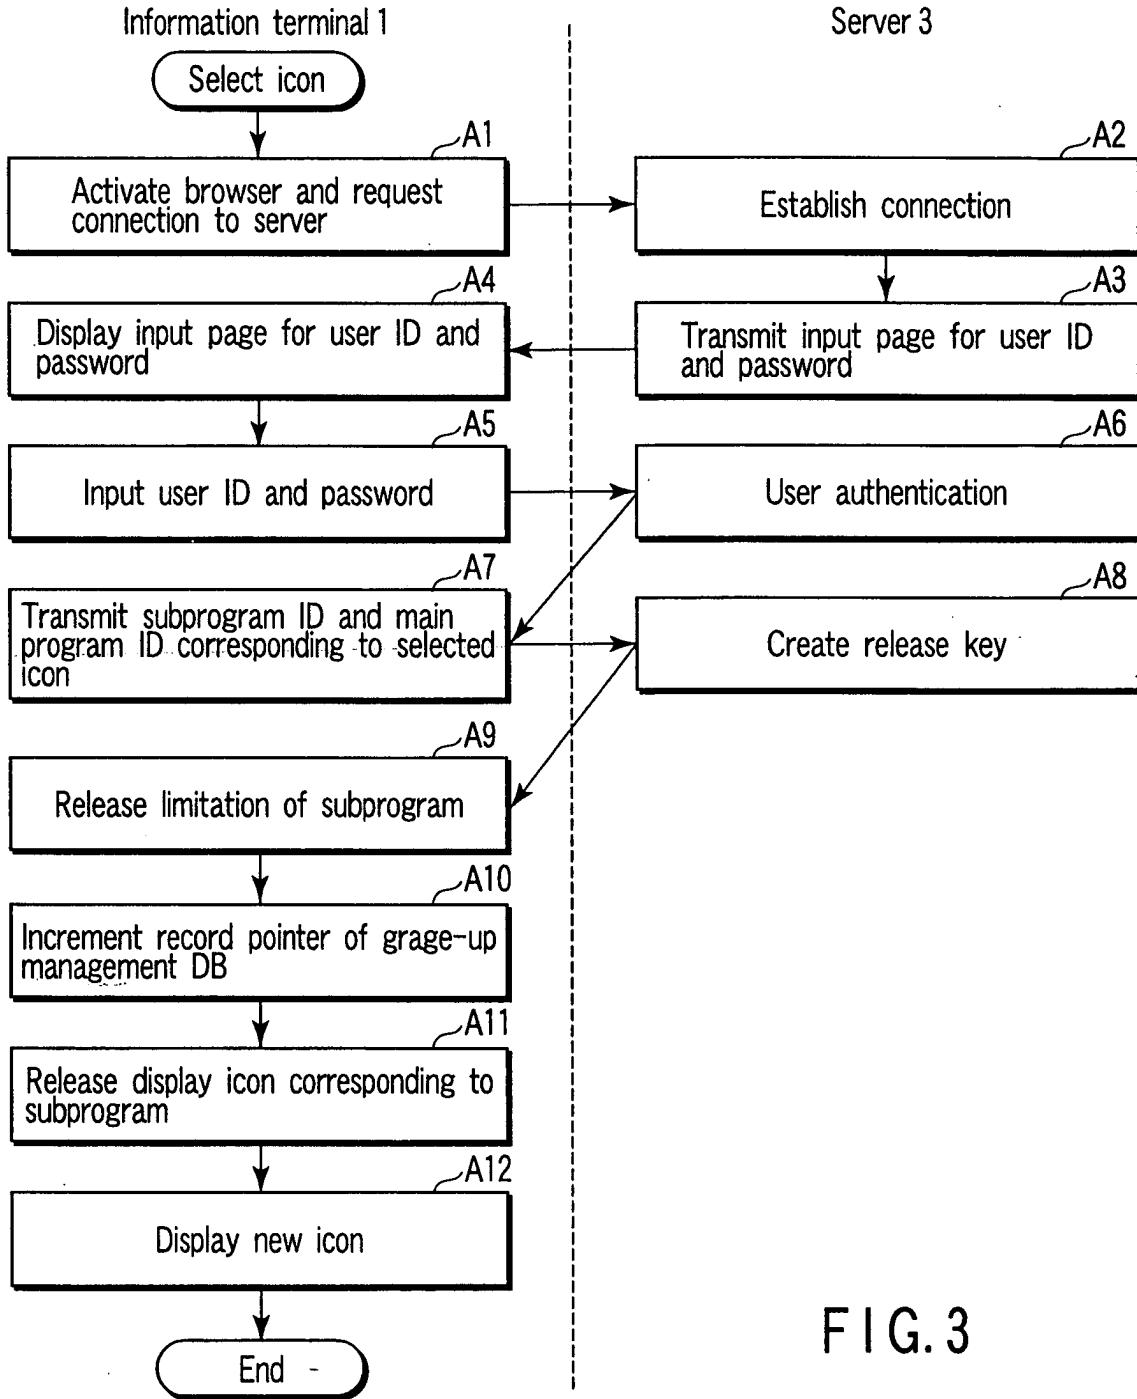 Information terminal 1
Server 3
Select icon
A1
Activate browser and request
connection to server
A2
Establish connection
A3
Transmit input page for user ID
and password
A4
Display input page for user ID and
password
A5
Input user ID and password
A6
User authentication
A7
Transmit subprogram ID and main
program ID corresponding to selected
icon
A8
Create release key
A9
Release limitation of subprogram
A10
Increment record pointer of grage-up
management DB
A11
Release display icon corresponding to
subprogram
A12
Display new icon
End
FIG. 3